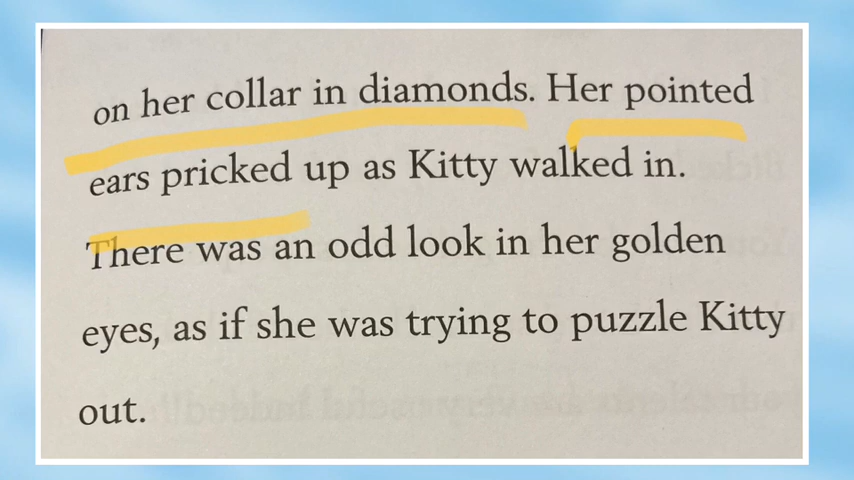 on her collar in diamonds. Her pointed
ears pricked up as Kitty walked in.
There was an odd look in her golden
eyes, as if she was trying to puzzle Kitty
out.